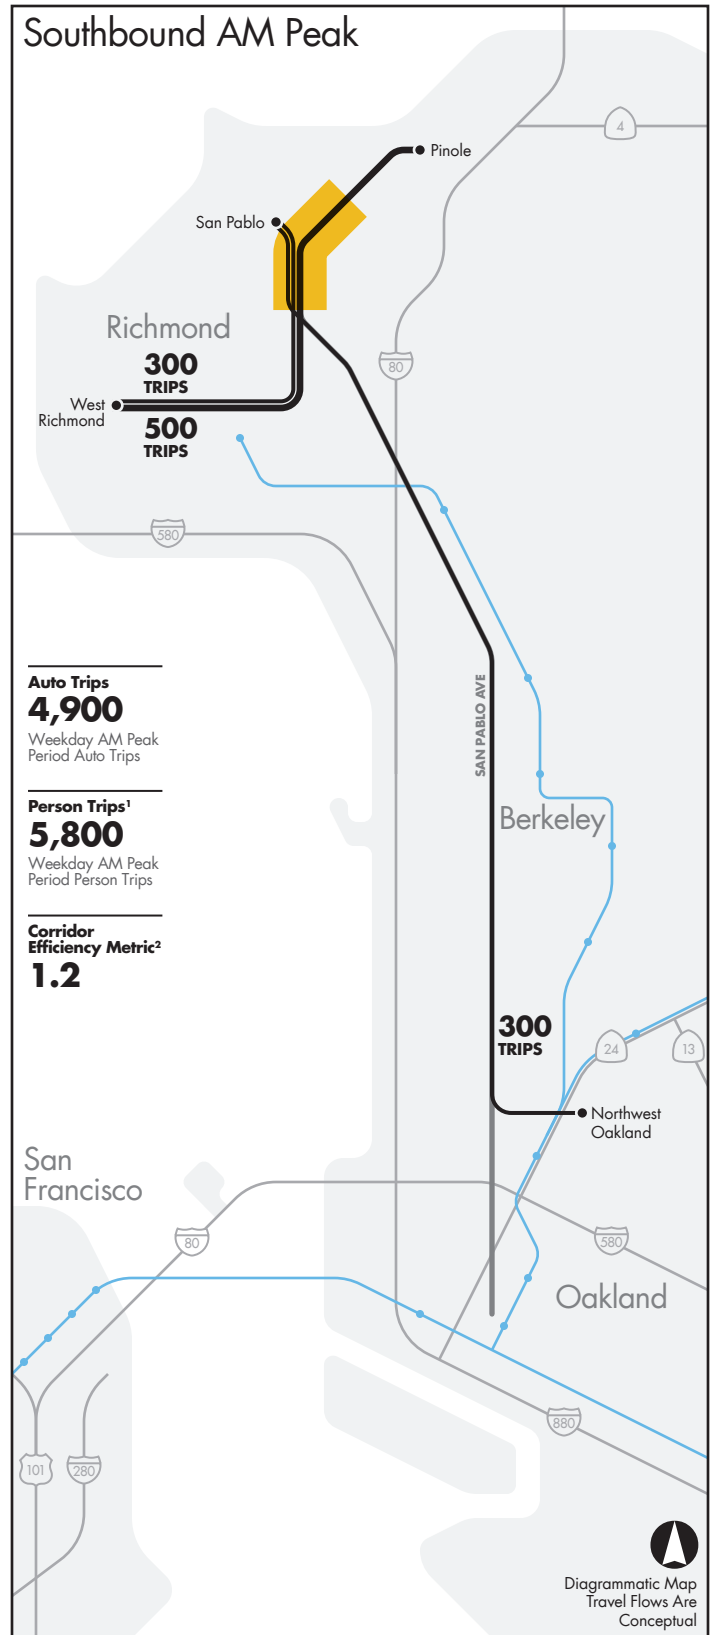 Southbound AM Peak
4
Pinole
San Pablo
Richmond
300
TRIPS
80
West
Richmond
500
TRIPS
580
Auto Trips
4,900
Weekday AM Peak
Period Auto Trips
SAN PABLO AVE
Person Trips¹
5,800
Weekday AM Peak
Period Person Trips
Berkeley
Corridor
Efficiency Metric²
1.2
300
TRIPS
24
13
Northwest
Oakland
San
Francisco
80
580
Oakland
880
101
280
Diagrammatic Map
Travel Flows Are
Conceptual